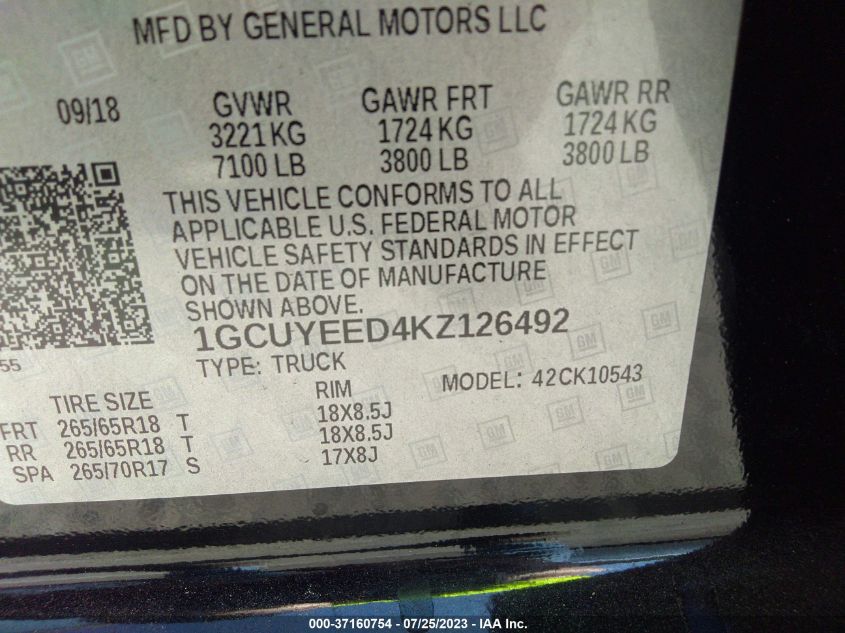 MFD BY GENERAL MOTORS LLC
09/18 GVWR GAWR FRT GAWR RR
3221 KG 1724 KG 1724 KG
7100 LB 3800 LB 3800 LB
THIS VEHICLE CONFORMS TO ALL
APPLICABLE U.S. FEDERAL MOTOR
VEHICLE SAFETY STANDARDS IN EFFECT
ON THE DATE OF MANUFACTURE
SHOWN ABOVE.
1GCUYEED4KZ126492
55 TYPE: TRUCK MODEL: 42CK10543
TIRE SIZE RIM
FRT 265/65R18 T 18X8.5J
RR 265/65R18 T 18X8.5J
SPA 265/70R17 S 17X8J
000-37160754 - 07/25/2023 - IAA Inc.